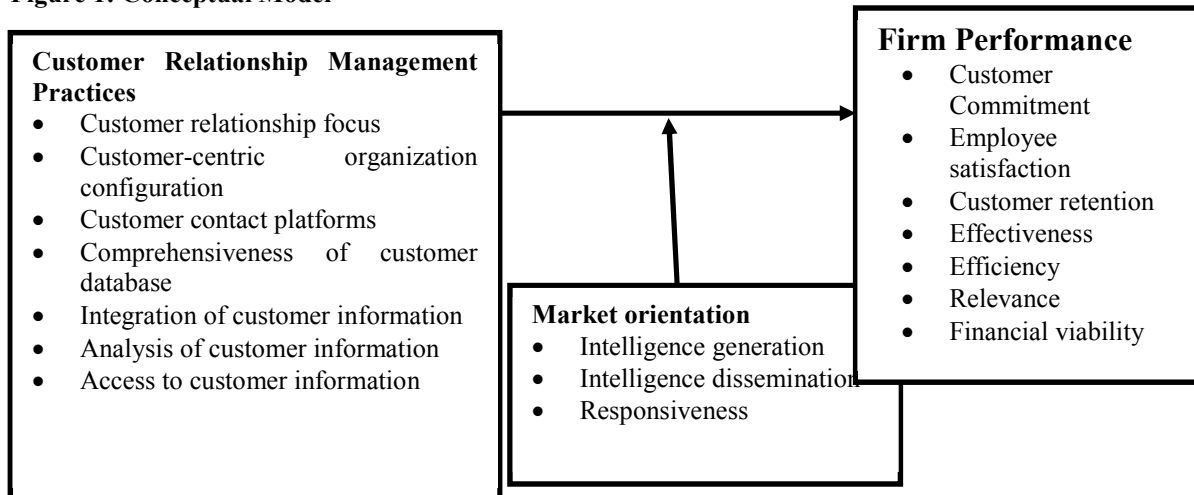 Figure 1: Conceptual Model
Customer Relationship Management
Practices
• Customer relationship focus
• Customer-centric organization
configuration
• Customer contact platforms
• Comprehensiveness of customer
database
• Integration of customer information
• Analysis of customer information
• Access to customer information
Market orientation
• Intelligence generation
• Intelligence dissemination
• Responsiveness
Firm Performance
• Customer
Commitment
• Employee
satisfaction
• Customer retention
• Effectiveness
• Efficiency
• Relevance
• Financial viability